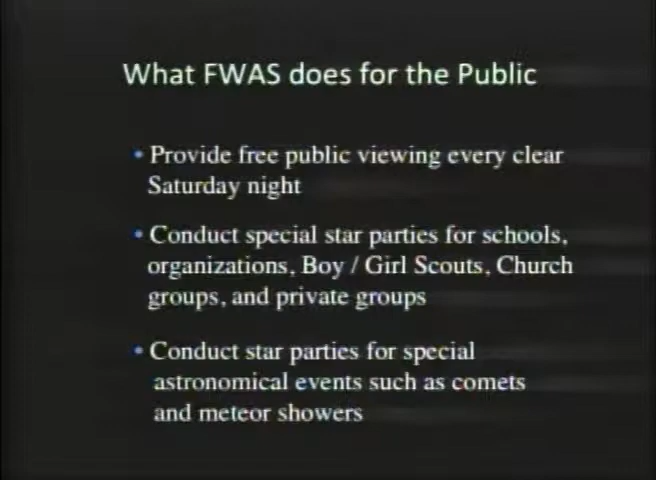 What FWAS does for the Public
• Provide free public viewing every clear
Saturday night
• Conduct special star parties for schools,
organizations, Boy / Girl Scouts, Church
groups, and private groups
• Conduct star parties for special
astronomical events such as comets
and meteor showers